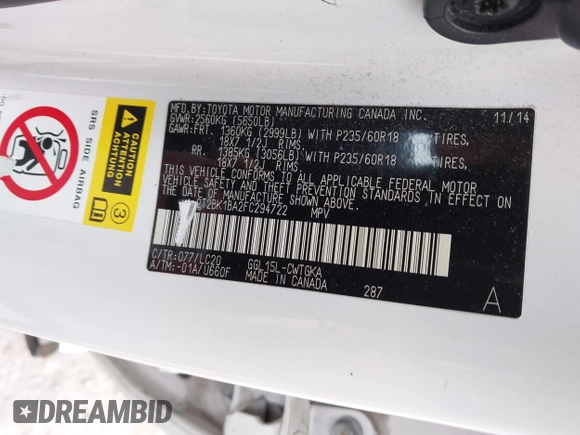 MFD.BY: TOYOTA MOTOR MANUFACTURING CANADA INC. 11/14
GVWR: 2560KG (5650LB)
GAWR:FRT. 1360KG (2999LB) WITH P235/60R18 TIRES,
18X7 1/2J RIMS
RR. 1385KG (3056LB) WITH P235/60R18 TIRES,
18X7 1/2J RIMS
THIS VEHICLE CONFORMS TO ALL APPLICABLE FEDERAL MOTOR
VEHICLE SAFETY AND THEFT PREVENTION STANDARDS IN
EFFECT ON THE DATE OF MANUFACTURE SHOWN ABOVE.
2T2BK1BA2FC294722 MPV
C/TR: 077/LC20 GGL15L-CWTGKA
A/TM:-01A/U660F MADE IN CANADA
287 A
SRS SIDE AIRBAG
ATTENTION
CAUTION
3
DREAMBID